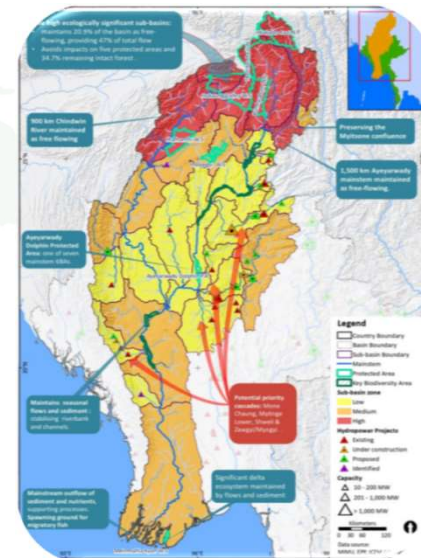 high ecologically significant sub-basins:
Maintains 20.9% of the basin as free-
flowing, providing 47% of total flow
Avoids impacts on five protected areas and
34.7% remaining intact forest
900 km Chindwin
River maintained
as free flowing
Preserving the
Myitsone confluence
1,500 km Ayeyarwady
mainstem maintained
as free-flowing.
Ayeyarwady
Dolphin Protected
Area: one of seven
mainstem KBAs
Maintains seasonal
flows and sediment :
stabilising riverbank
and channels
Potential priority
cascades: Mone
Chaung, Myitnge
Lower, Shweli &
Zawgyi/Myogyi
Mainstream outflow of
sediment and nutrients,
supporting processes.
Spawning ground for
migratory fish
Significant delta
ecosystem maintained
by flows and sediment
Legend
Country Boundary
Basin Boundary
Sub-basin Boundary
Mainstem
Protected Area
Key Biodiversity Area
Sub-basin zone
Low
Medium
High
Hydropower Projects
Existing
Under construction
Proposed
Identified
Capacity
10 - 200 MW
201 - 1,000 MW
> 1,000 MW
Kilometers
0 30 60 120
Data source: